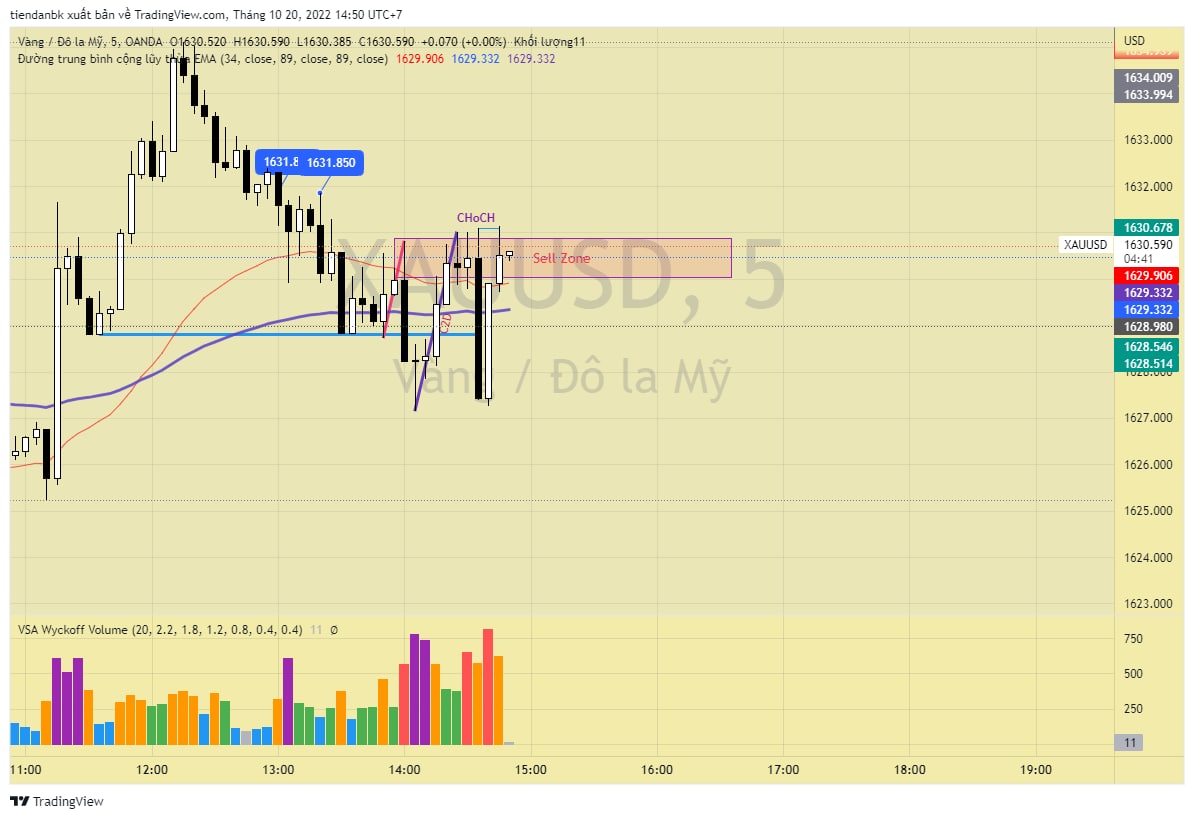 tiendanbk xuất bản về TradingView.com, Tháng 10 20, 2022 14:50 UTC+7
Vàng / Đô la Mỹ, 5, OANDA O1630.520 H1630.590 L1630.385 C1630.590 +0.070 (+0.00%) Khối lượng11
Đường trung bình cộng lũy thừa EMA (34, close, 89, close, 89, close) 1629.906 1629.332 1629.332
USD
1634.009
1633.994
1633.000
1631.8 1631.850
1632.000
CHoCH
1630.678
XAUUSD 1630.590
04:41
Sell Zone
XAUUSD, 5
1629.906
1629.332
1629.332
1628.980
C2D
1628.546
1628.514
1628.000
Vàng / Đô la Mỹ
1627.000
1626.000
1625.000
1624.000
1623.000
VSA Wyckoff Volume (20, 2.2, 1.8, 1.2, 0.8, 0.4, 0.4) 11 Ø
750
500
250
11
11:00 12:00 13:00 14:00 15:00 16:00 17:00 18:00 19:00
TradingView